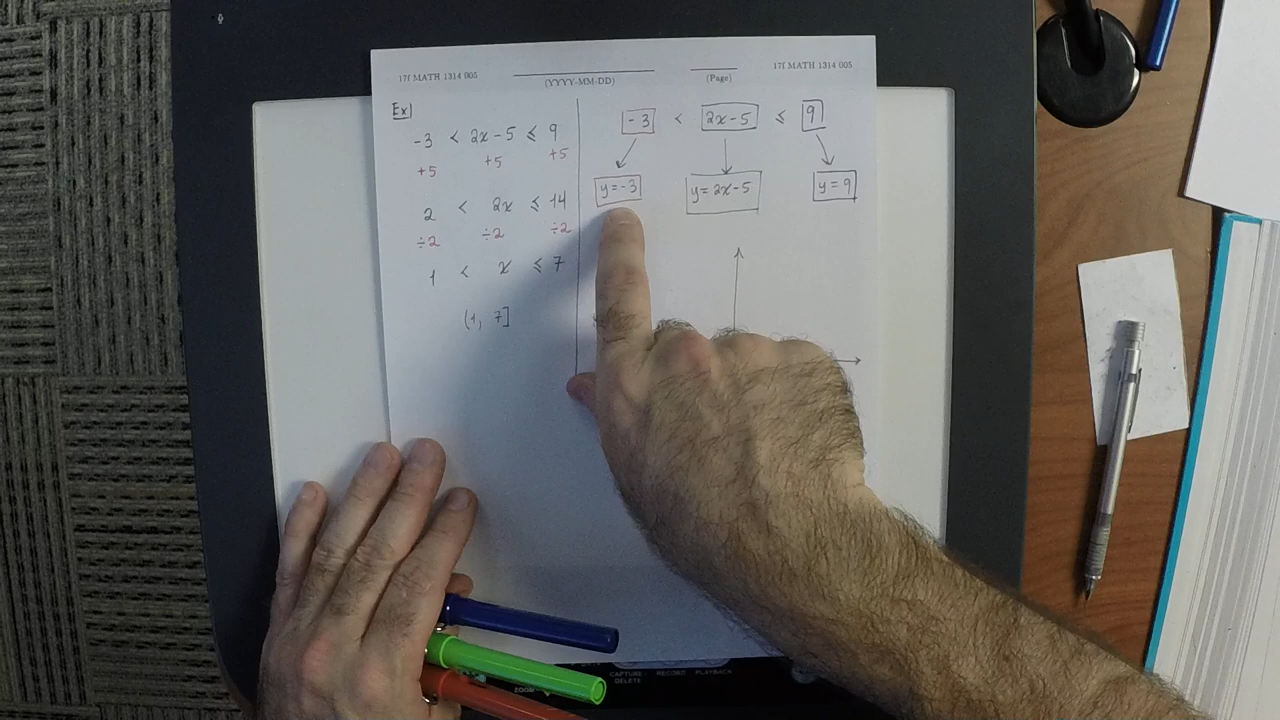 17f MATH 1314 005
(YYYY-MM-DD)
(Page)
17f MATH 1314 005
Ex1
-3 < 2x-5 ⩽ 9
+5 +5 +5
2 < 2x ⩽ 14
÷2 ÷2 ÷2
1 < x ⩽ 7
(1, 7]
-3 < 2x-5 ⩽ 9
y=-3 y=2x-5 y=9
CAPTURE RECORD PLAYBACK
DELETE
ZOOM